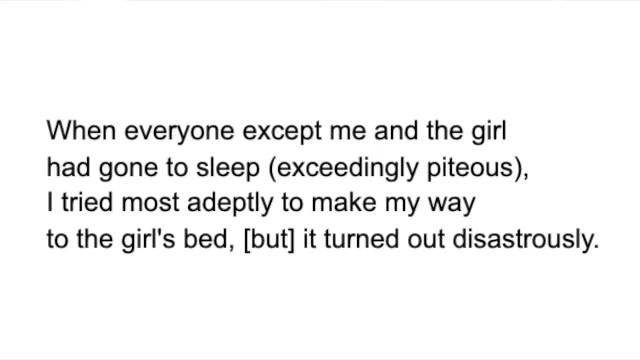 When everyone except me and the girl
had gone to sleep (exceedingly piteous),
I tried most adeptly to make my way
to the girl's bed, [but] it turned out disastrously.